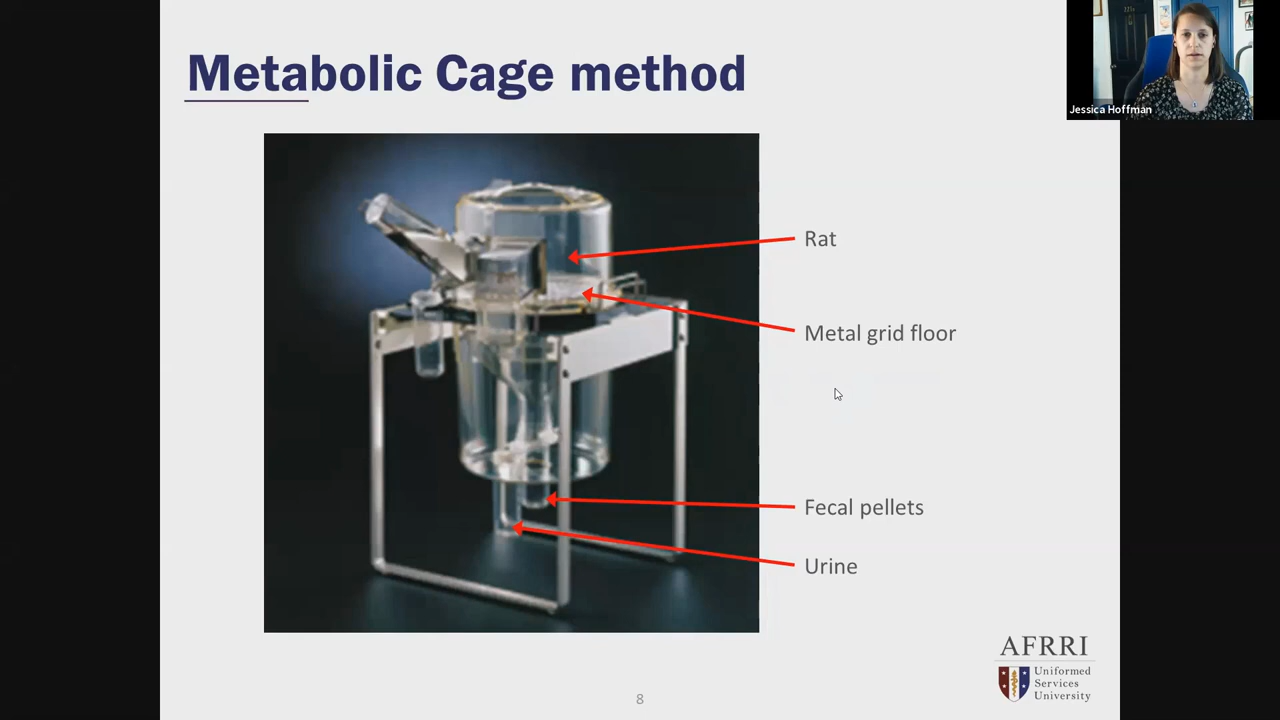 Metabolic Cage method
Jessica Hoffman
Rat
Metal grid floor
Fecal pellets
Urine
AFRRI
Uniformed
Services
University
8